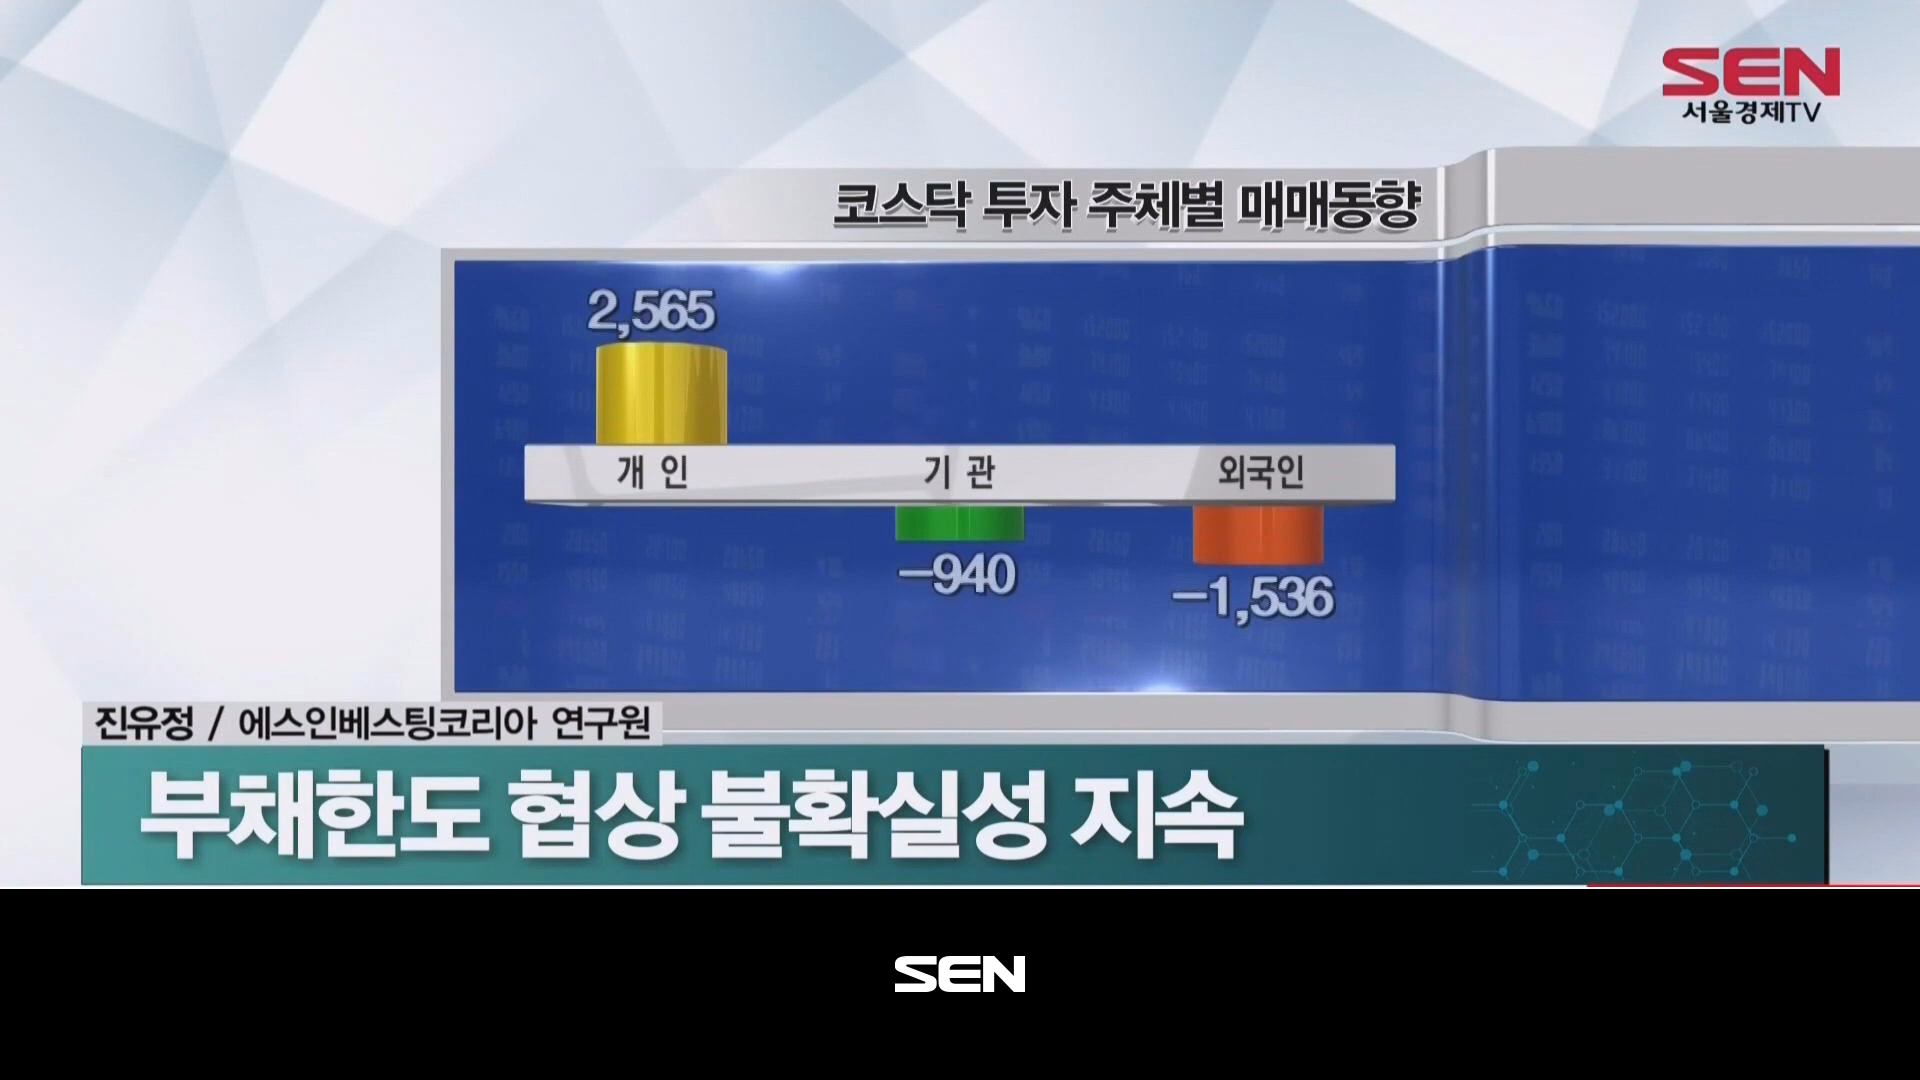 SEN
서울경제TV
코스닥 투자 주체별 매매동향
2,565
개 인
기 관
외국인
-940
-1,536
진유정 / 에스인베스팅코리아 연구원
부채한도 협상 불확실성 지속
SEN